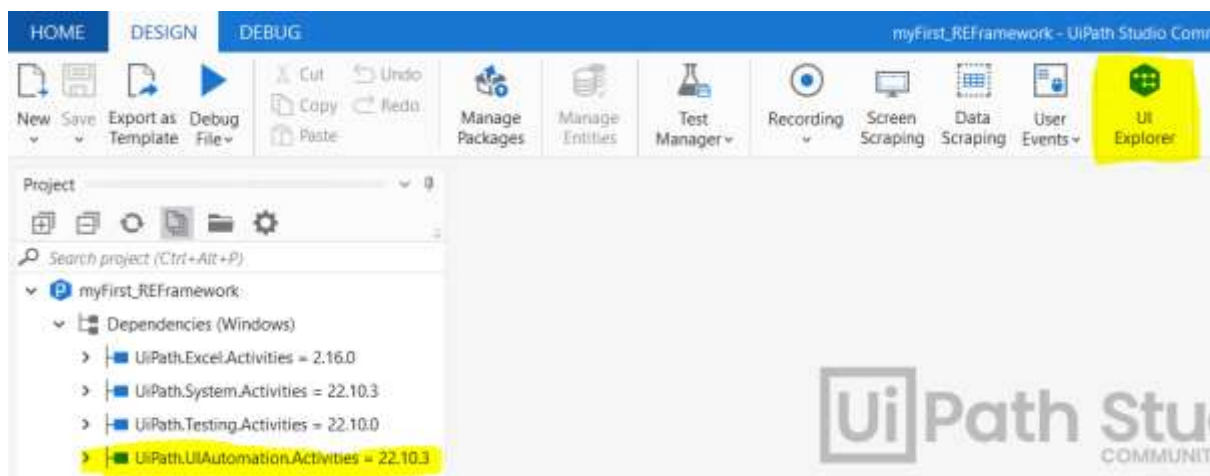 HOME DESIGN DEBUG myFirst_REFramework - UiPath Studio Com
New Save Export as Template Debug File Cut Copy Paste Undo Redo Manage Packages Manage Entities Test Manager Recording Screen Scraping Data Scraping User Events UI Explorer
Project
Search project (Ctrl+Alt+P)
myFirst_REFramework
Dependencies (Windows)
UiPath.Excel.Activities = 2.16.0
UiPath.System.Activities = 22.10.3
UiPath.Testing.Activities = 22.10.0
UiPath.UIAutomation.Activities = 22.10.3
UiPath Stu
COMMUNIT